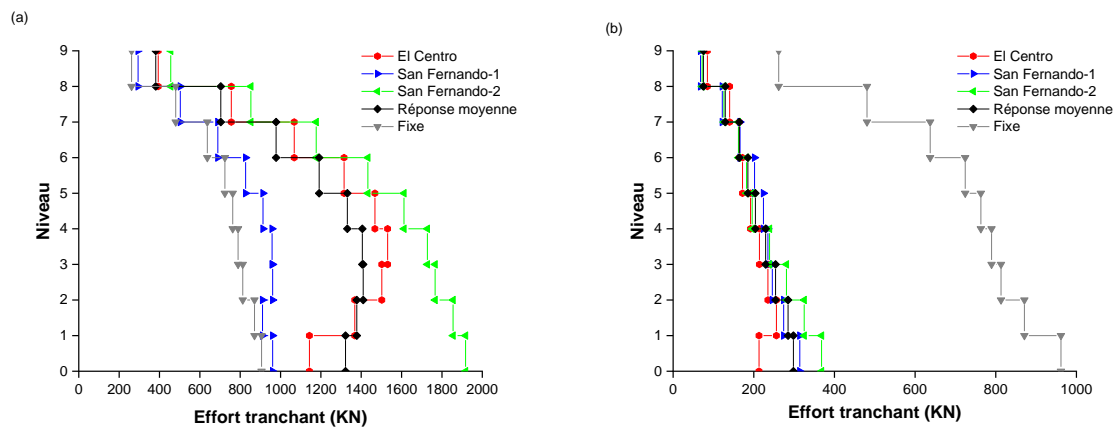 (a)
9
8
7
6
5
4
3
2
1
0
Niveau
0 200 400 600 800 1000 1200 1400 1600 1800 2000
Effort tranchant (KN)
El Centro
San Fernando-1
San Fernando-2
Réponse moyenne
Fixe
(b)
9
8
7
6
5
4
3
2
1
0
Niveau
0 200 400 600 800 1000
Effort tranchant (KN)
El Centro
San Fernando-1
San Fernando-2
Réponse moyenne
Fixe